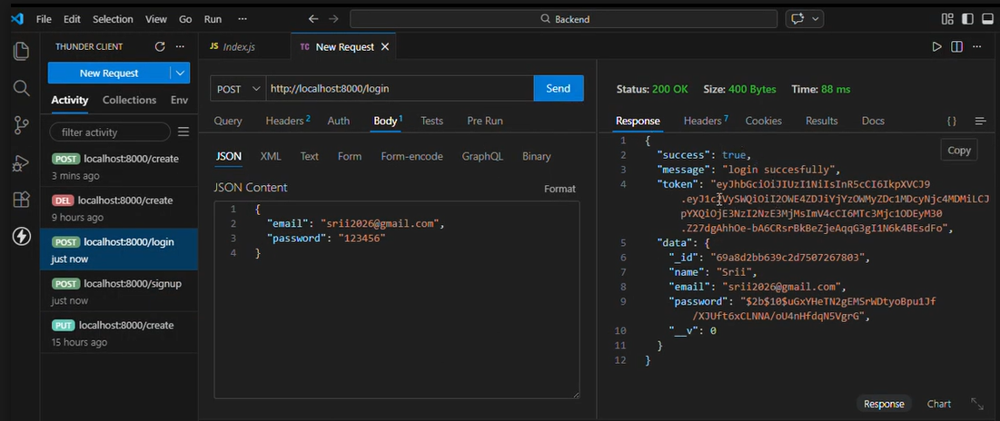 File Edit Selection View Go Run ...
Backend
THUNDER CLIENT
New Request
Activity Collections Env
filter activity
POST localhost:8000/create
3 mins ago
DEL localhost:8000/create
9 hours ago
POST localhost:8000/login
just now
POST localhost:8000/signup
just now
PUT localhost:8000/create
15 hours ago
JS Index.js
TC New Request
POST http://localhost:8000/login Send
Query Headers 2 Auth Body 1 Tests Pre Run
JSON XML Text Form Form-encode GraphQL Binary
JSON Content Format
1 {
2 "email": "srii2026@gmail.com",
3 "password": "123456"
4 }
Status: 200 OK Size: 400 Bytes Time: 88 ms
Response Headers 7 Cookies Results Docs {}
Copy
1 {
2 "success": true,
3 "message": "login succesfully",
4 "token": "eyJhbGciOiJIUzI1NiIsInR5cCI6IkpXVCJ9
5 "data": {
6 "_id": "69a8d2bb639c2d7507267803",
7 "name": "Srii",
8 "email": "srii2026@gmail.com",
9 "password": "$2b$10$uGxYHeTN2gEMSrWDtyoBpu1Jf
/XJUft6xCLNNA/oU4nHfdqN5VgrG",
10 "__v": 0
11 }
12 }
Response Chart